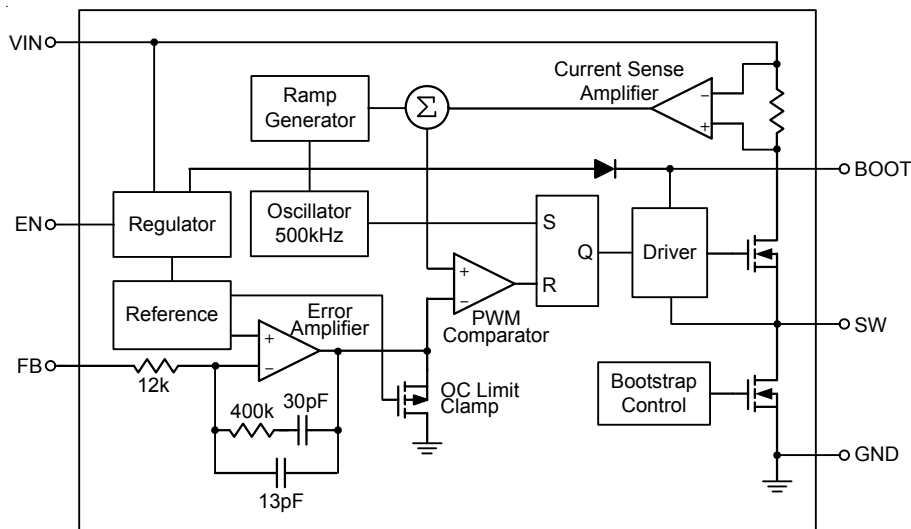 VIN
Current Sense
Amplifier
Ramp
Generator
Σ
−
+
BOOT
EN
Regulator
Oscillator
500kHz
S
Q
R
Driver
Reference
Error
Amplifier
+
−
PWM
Comparator
+
−
SW
FB
12k
400k
30pF
13pF
OC Limit
Clamp
Bootstrap
Control
GND